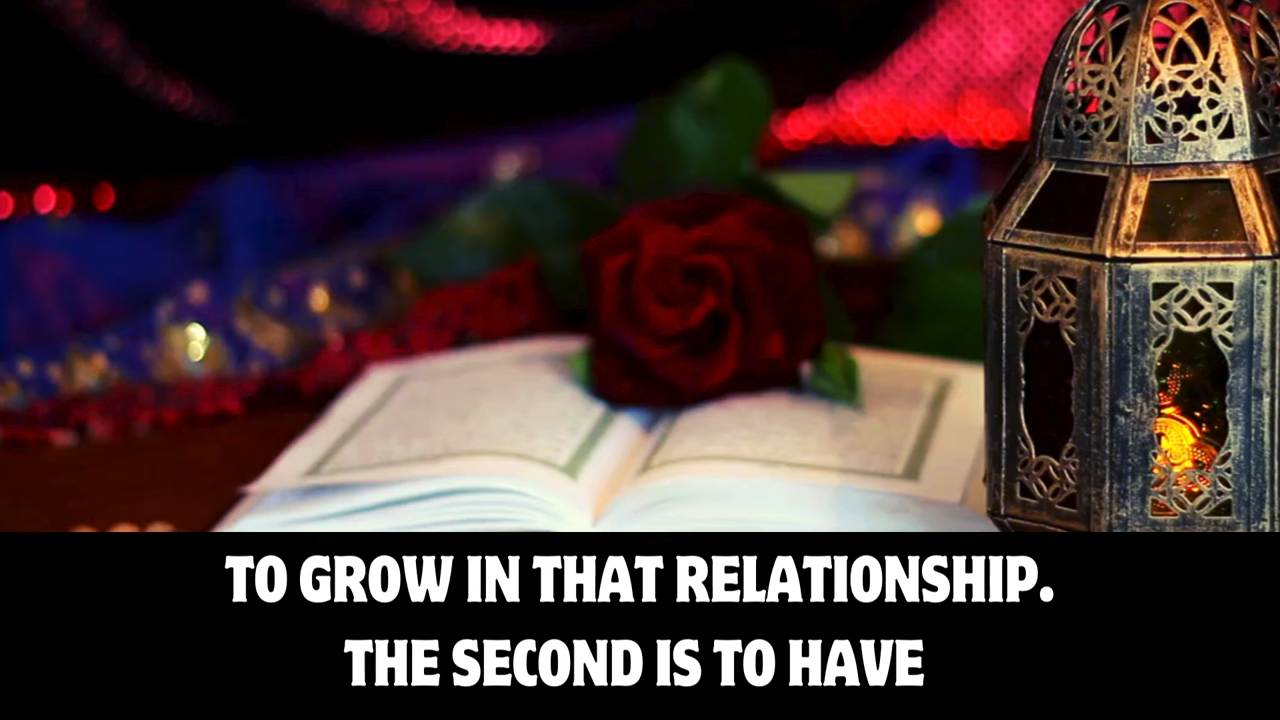 TO GROW IN THAT RELATIONSHIP.
THE SECOND IS TO HAVE